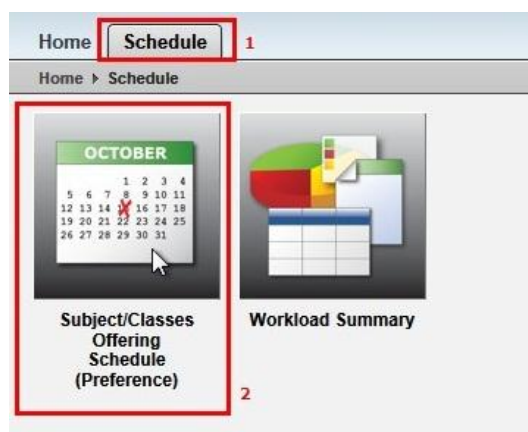 Home Schedule 1
Home ▸ Schedule
OCTOBER
1 2 3 4
5 6 7 8 9 10 11
12 13 14 16 17 18
19 20 21 22 23 24 25
26 27 28 29 30 31
Subject/Classes
Offering
Schedule
(Preference)
2
Workload Summary